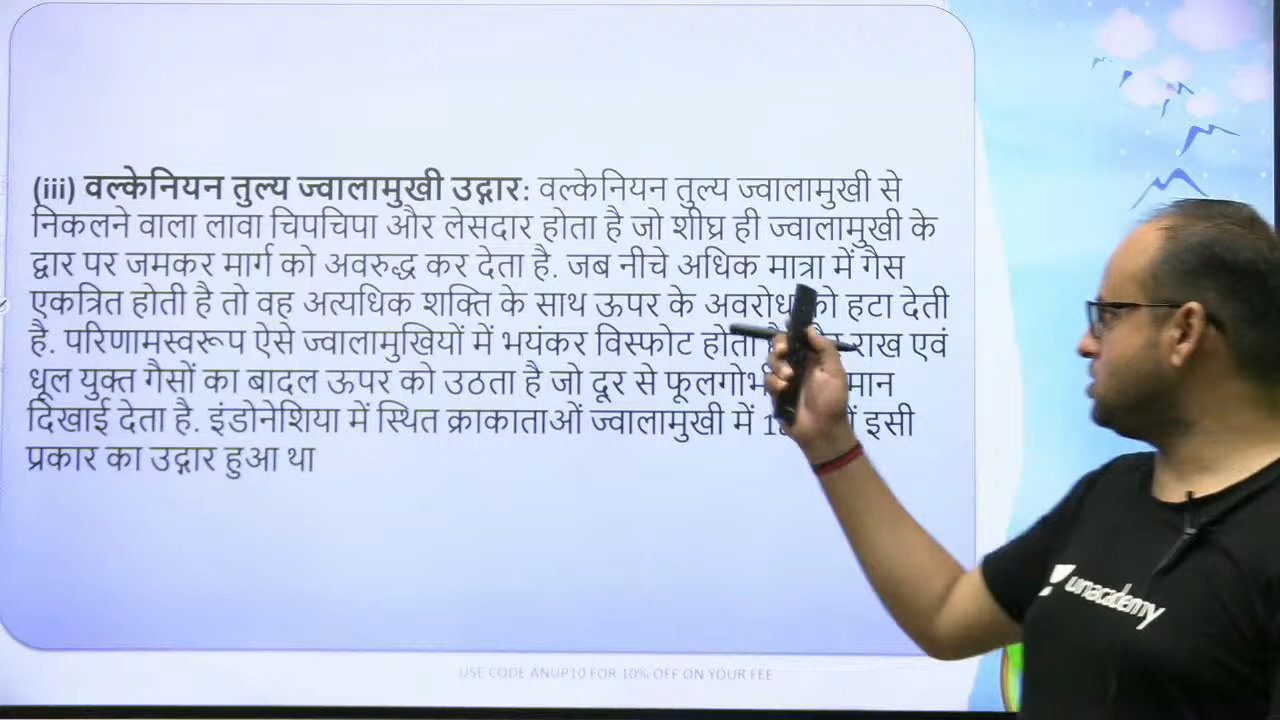 (iii) वल्केनियन तुल्य ज्वालामुखी उद्गार: वल्केनियन तुल्य ज्वालामुखी से
निकलने वाला लावा चिपचिपा और लेसदार होता है जो शीघ्र ही ज्वालामुखी के
द्वार पर जमकर मार्ग को अवरुद्ध कर देता है. जब नीचे अधिक मात्रा में गैस
एकत्रित होती है तो वह अत्यधिक शक्ति के साथ ऊपर के अवरोध को हटा देती
है. परिणामस्वरूप ऐसे ज्वालामुखियों में भयंकर विस्फोट होता राख एवं
धूल युक्त गैसों का बादल ऊपर को उठता है जो दूर से
दिखाई देता है. इंडोनेशिया में स्थित क्राकाताओं ज्वालामुखी में इसी
प्रकार का उद्गार हुआ था
USE CODE ANUP10 FOR 10% OFF ON YOUR FEE
unacademy